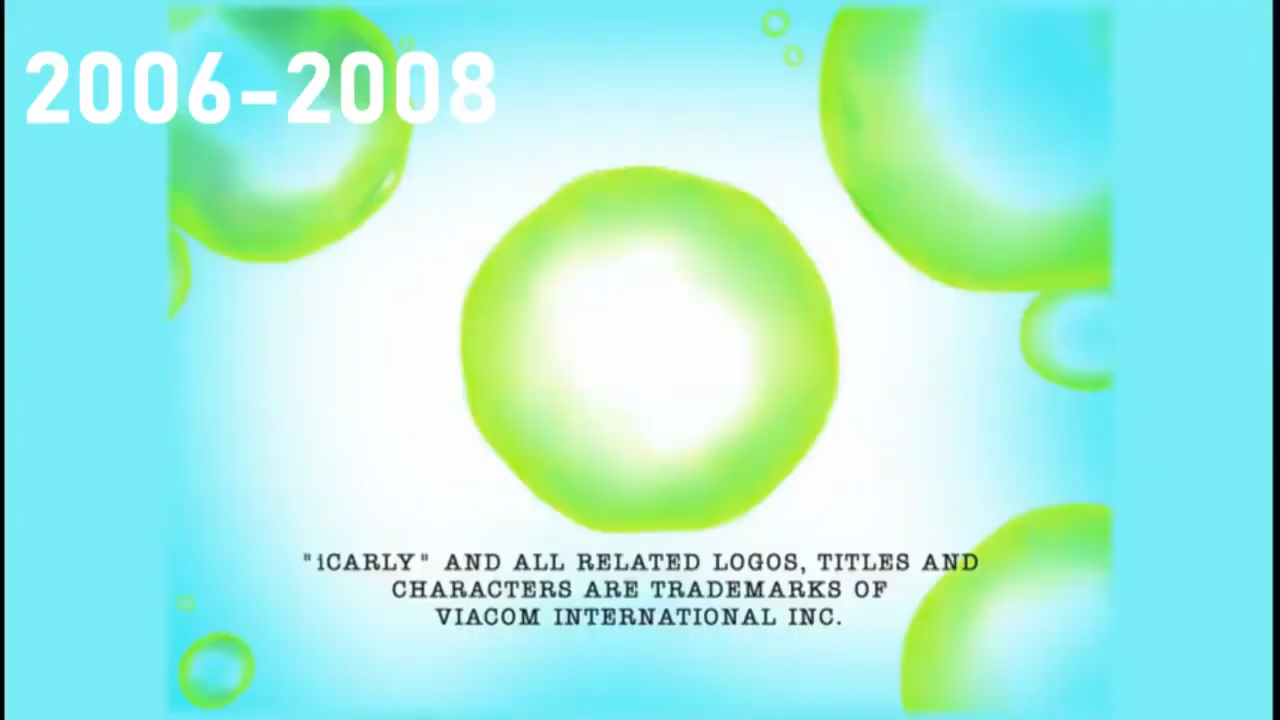 2006-2008
"iCARLY" AND ALL RELATED LOGOS, TITLES AND
CHARACTERS ARE TRADEMARKS OF
VIACOM INTERNATIONAL INC.